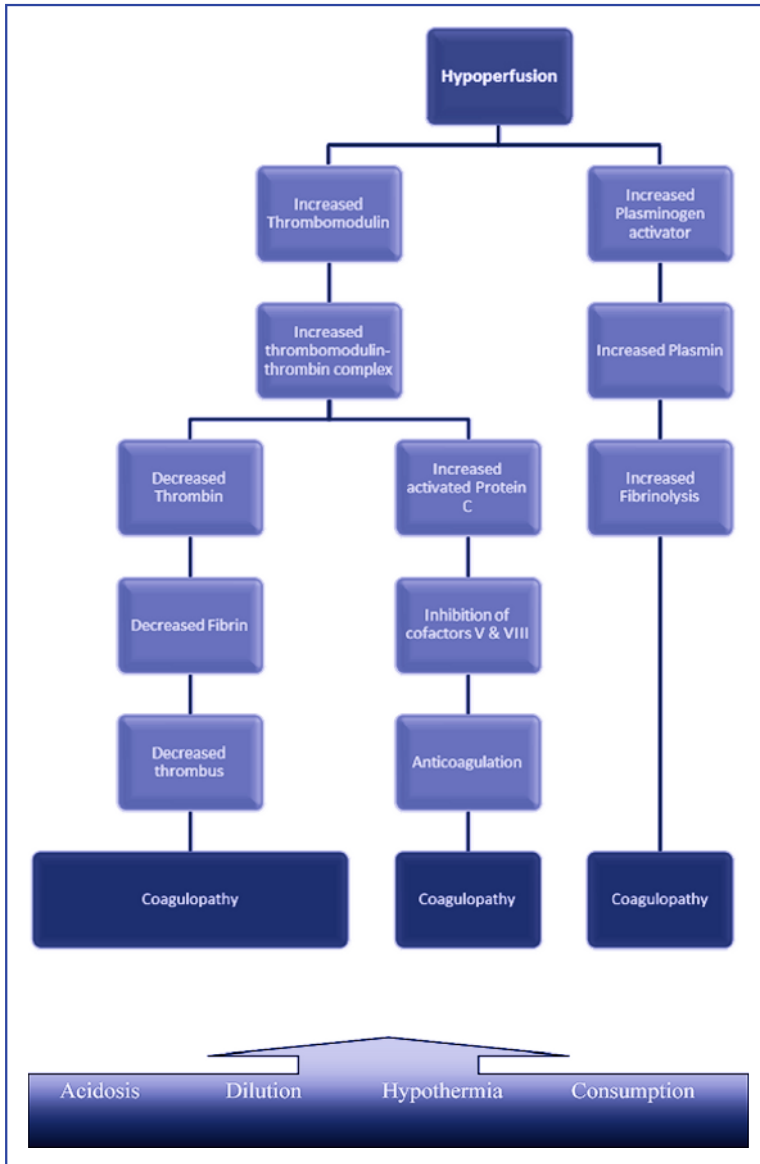 Hypoperfusion
Increased
Thrombomodulin
Increased
Plasminogen
activator
Increased
thrombomodulin-
thrombin complex
Increased Plasmin
Decreased
Thrombin
Increased
activated Protein
C
Increased
Fibrinolysis
Decreased Fibrin
Inhibition of
cofactors V & VIII
Decreased
thrombus
Anticoagulation
Coagulopathy
Coagulopathy
Coagulopathy
Acidosis Dilution Hypothermia Consumption